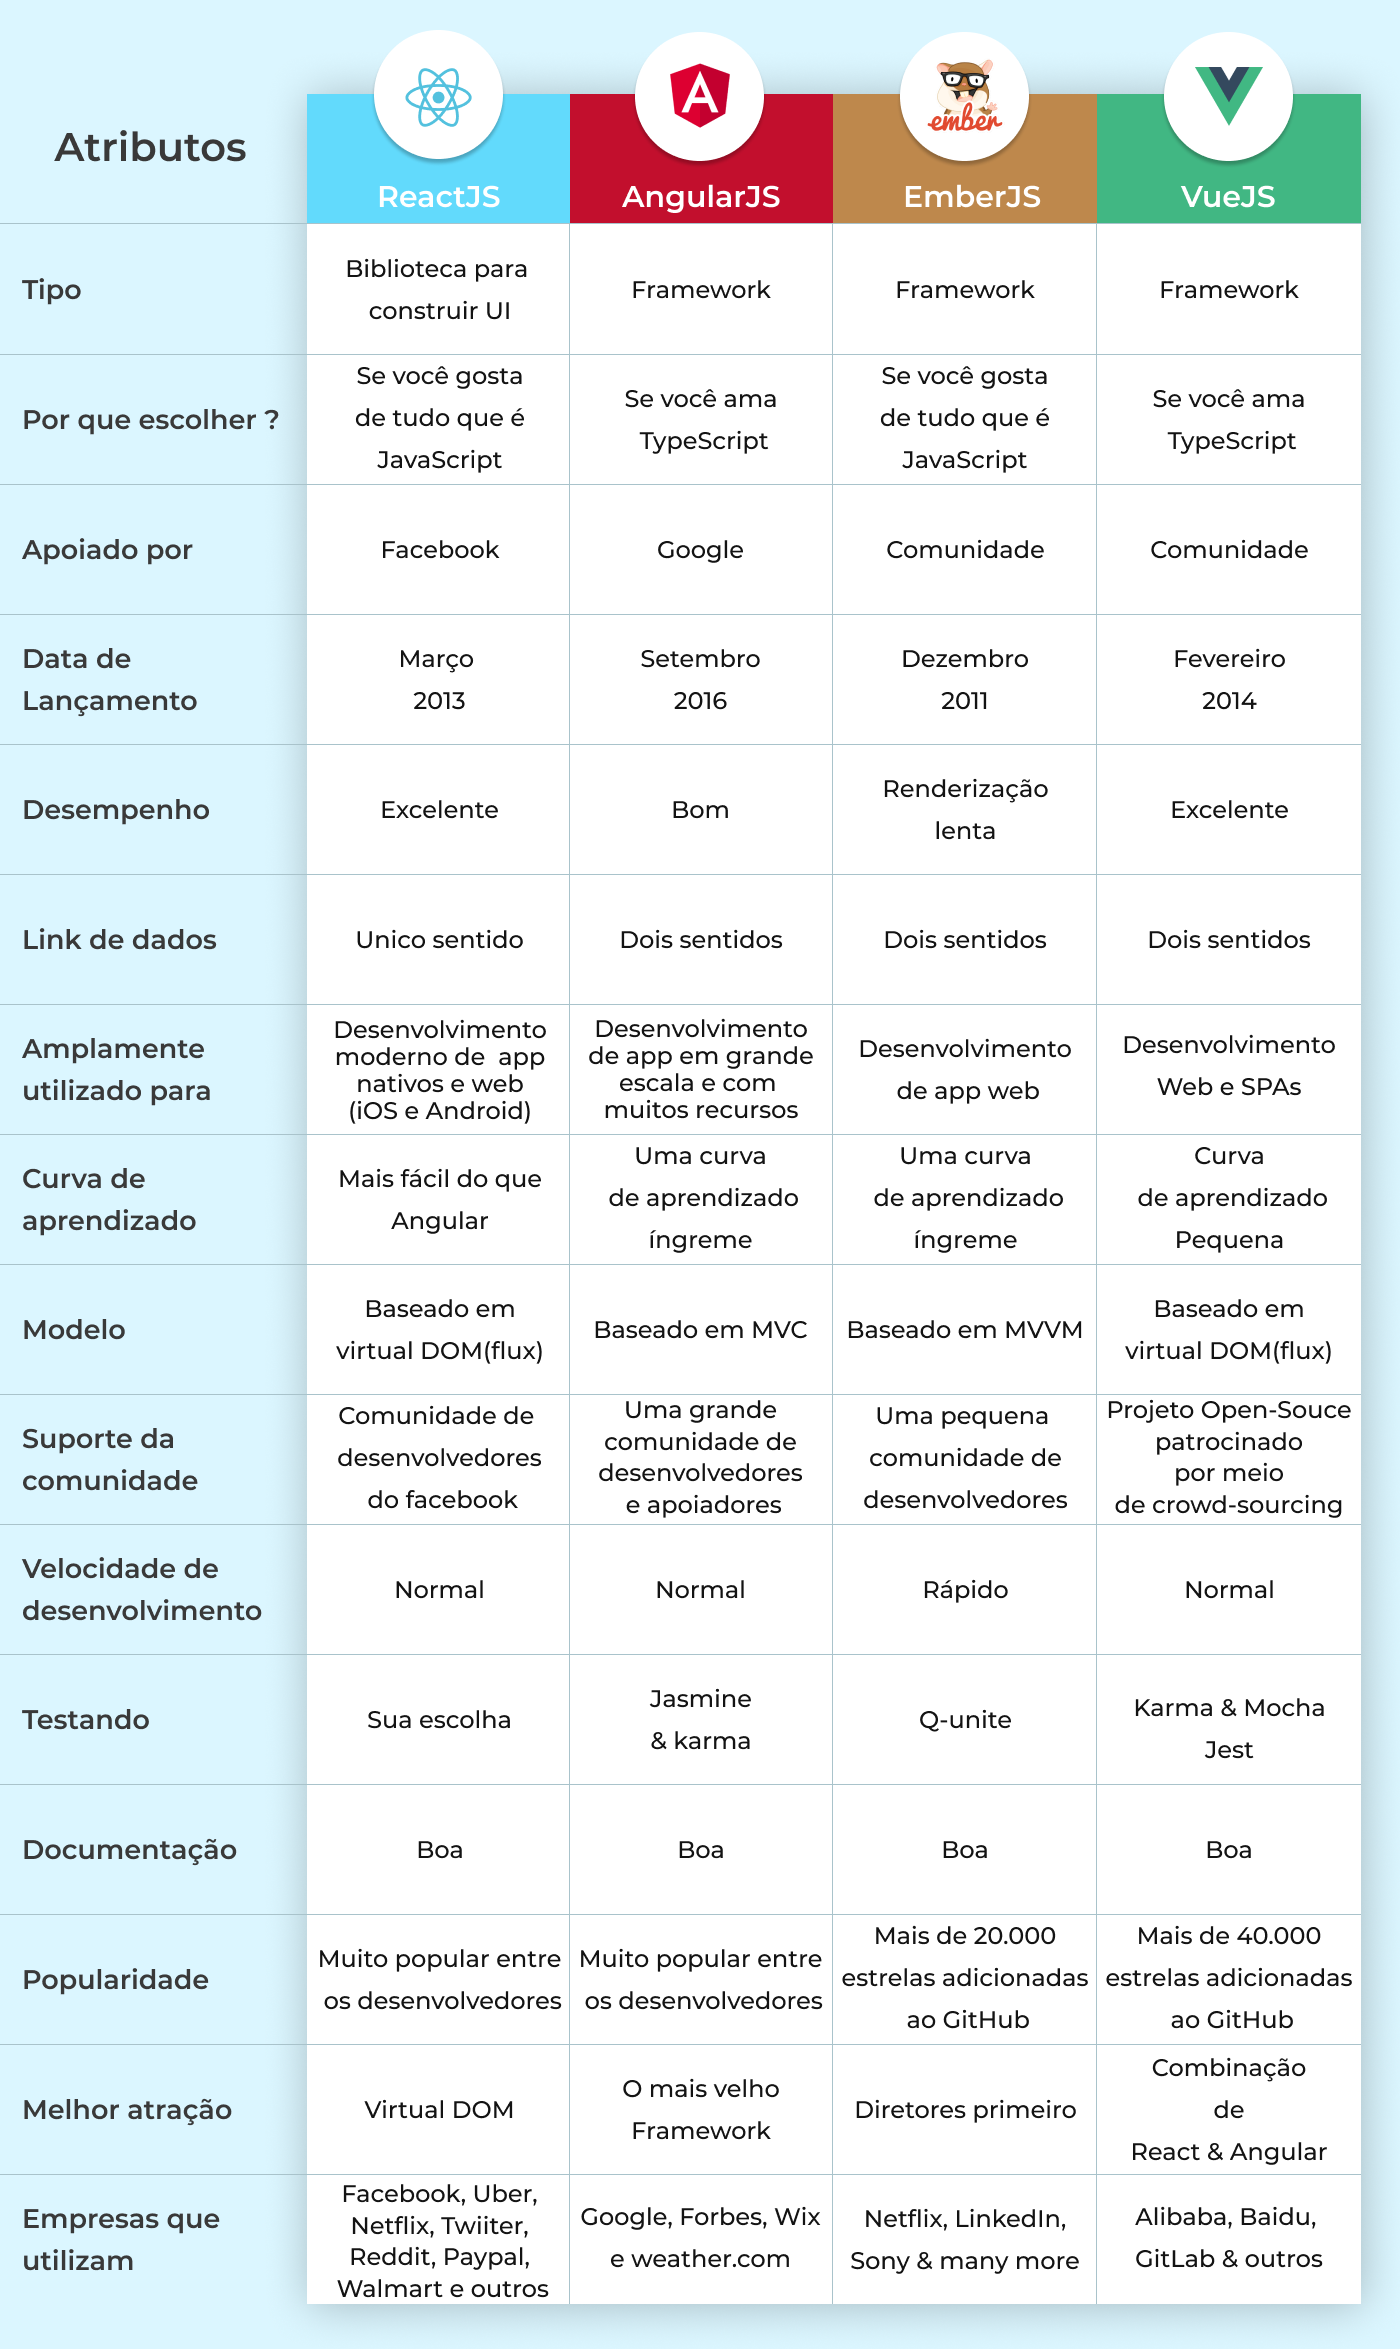 Atributos
ReactJS
AngularJS
ember
EmberJS
VueJS
Tipo
Biblioteca para
construir UI
Framework
Framework
Framework
Por que escolher ?
Se você gosta
de tudo que é
JavaScript
Se você ama
TypeScript
Se você gosta
de tudo que é
JavaScript
Se você ama
TypeScript
Apoiado por
Facebook
Google
Comunidade
Comunidade
Data de
Lançamento
Março
2013
Setembro
2016
Dezembro
2011
Fevereiro
2014
Desempenho
Excelente
Bom
Renderização
lenta
Excelente
Link de dados
Unico sentido
Dois sentidos
Dois sentidos
Dois sentidos
Amplamente
utilizado para
Desenvolvimento
moderno de app
nativos e web
(iOS e Android)
Desenvolvimento
de app em grande
escala e com
muitos recursos
Desenvolvimento
de app web
Desenvolvimento
Web e SPAs
Curva de
aprendizado
Mais fácil do que
Angular
Uma curva
de aprendizado
íngreme
Uma curva
de aprendizado
íngreme
Curva
de aprendizado
Pequena
Modelo
Baseado em
virtual DOM(flux)
Baseado em MVC
Baseado em MVVM
Baseado em
virtual DOM(flux)
Suporte da
comunidade
Comunidade de
desenvolvedores
do facebook
Uma grande
comunidade de
desenvolvedores
e apoiadores
Uma pequena
comunidade de
desenvolvedores
Projeto Open-Souce
patrocinado
por meio
de crowd-sourcing
Velocidade de
desenvolvimento
Normal
Normal
Rápido
Normal
Testando
Sua escolha
Jasmine
& karma
Q-unite
Karma & Mocha
Jest
Documentação
Boa
Boa
Boa
Boa
Popularidade
Muito popular entre
os desenvolvedores
Muito popular entre
os desenvolvedores
Mais de 20.000
estrelas adicionadas
ao GitHub
Mais de 40.000
estrelas adicionadas
ao GitHub
Melhor atração
Virtual DOM
O mais velho
Framework
Diretores primeiro
Combinação
de
React & Angular
Empresas que
utilizam
Facebook, Uber,
Netflix, Twiiter,
Reddit, Paypal,
Walmart e outros
Google, Forbes, Wix
e weather.com
Netflix, LinkedIn,
Sony & many more
Alibaba, Baidu,
GitLab & outros